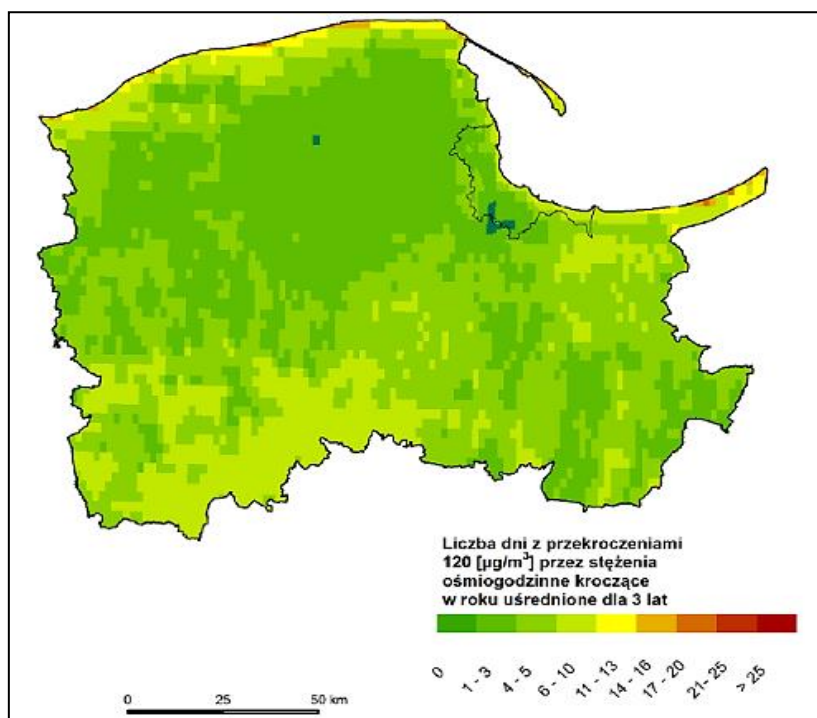 Liczba dni z przekroczeniami
120 [µg/m³] przez stężenia
ośmiogodzinne kroczące
w roku uśrednione dla 3 lat
0
1 - 3
4 - 5
6 - 10
11 - 13
14 - 16
17 - 20
21- 25
> 25
0 25 50 km